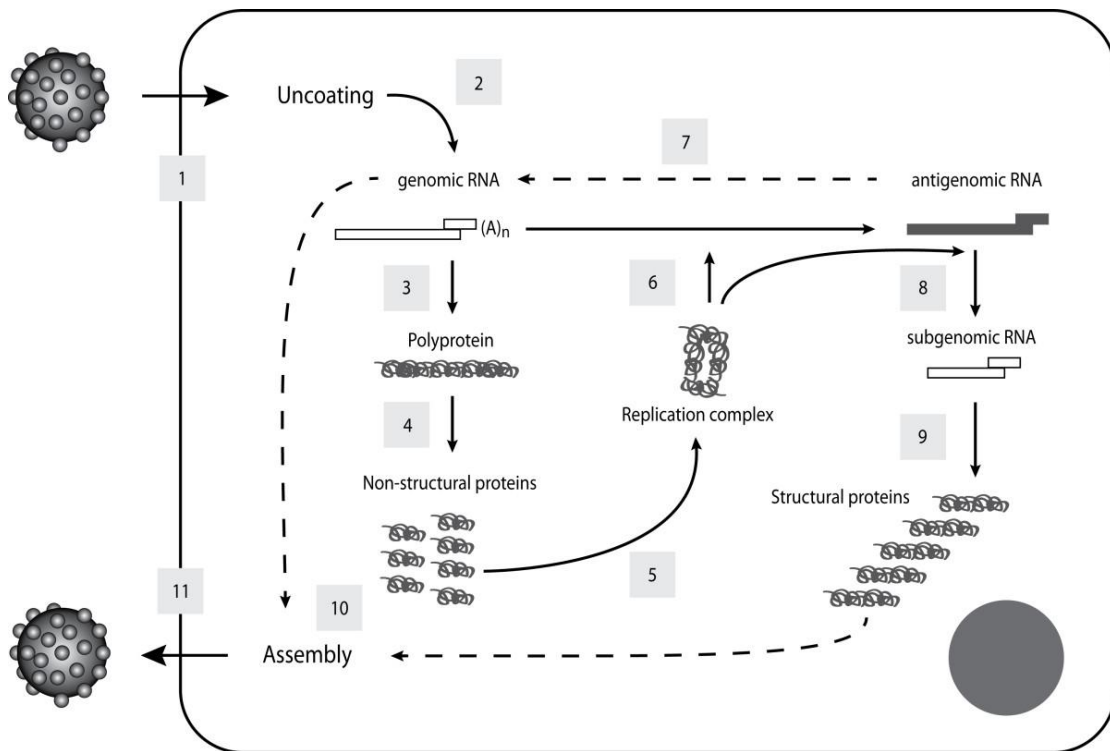 2
Uncoating
7
1
genomic RNA
antigenomic RNA
(A)n
3
6
8
Polyprotein
subgenomic RNA
4
Replication complex
9
Non-structural proteins
Structural proteins
5
11
10
Assembly